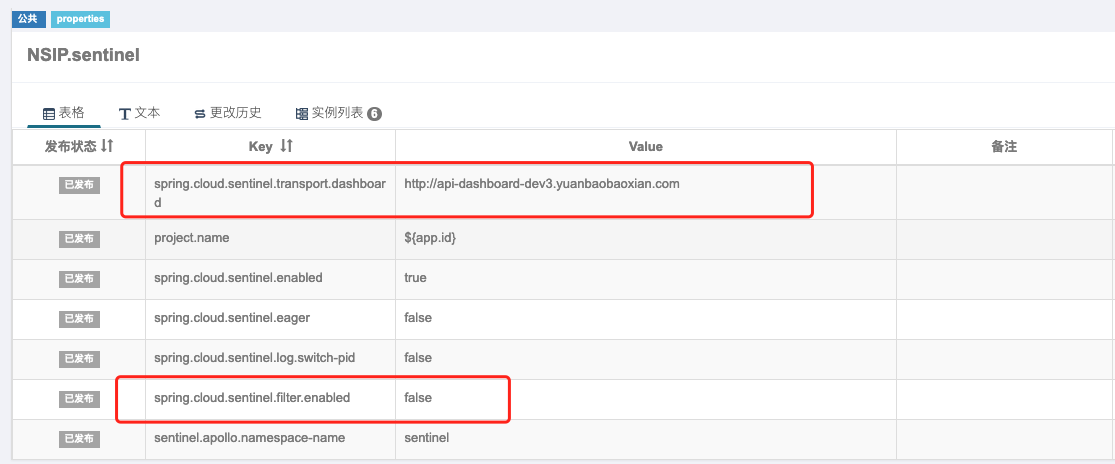 公共 properties
NSIP.sentinel
表格 文本 更改历史 实例列表 6
发布状态 Key Value 备注
已发布 spring.cloud.sentinel.transport.dashboar http://api-dashboard-dev3.yuanbaobaoxian.com
d
已发布 project.name ${app.id}
已发布 spring.cloud.sentinel.enabled true
已发布 spring.cloud.sentinel.eager false
已发布 spring.cloud.sentinel.log.switch-pid false
已发布 spring.cloud.sentinel.filter.enabled false
已发布 sentinel.apollo.namespace-name sentinel